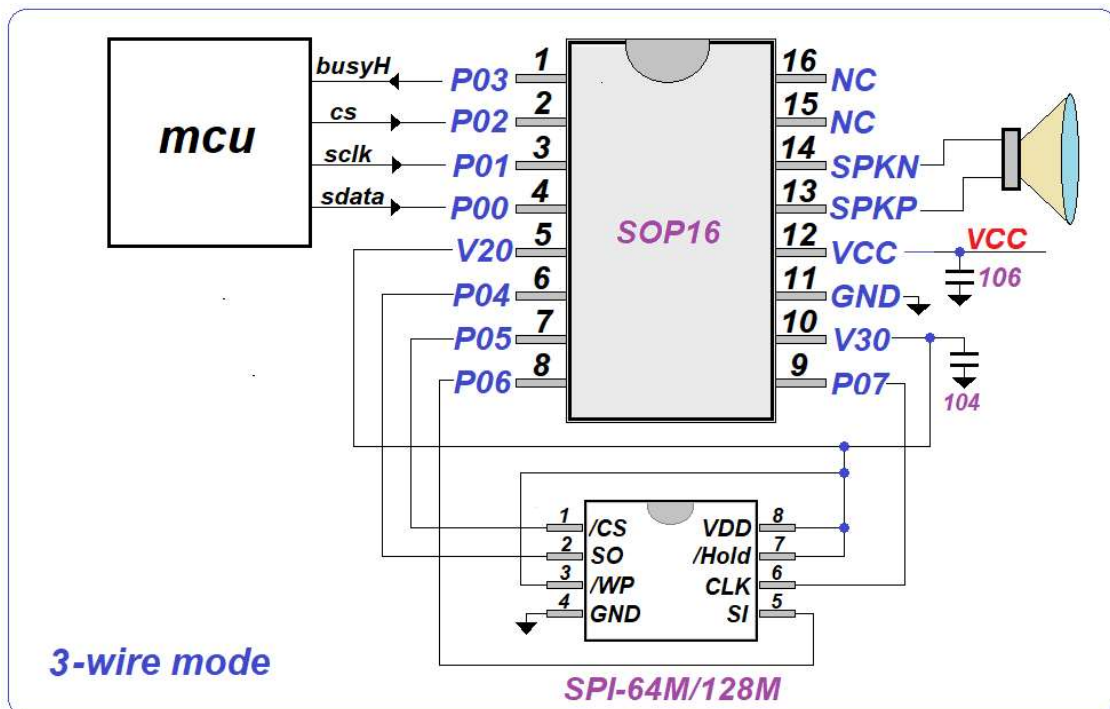 mcu
busyH
cs
sclk
sdata
P03 1
P02 2
P01 3
P00 4
V20 5
P04 6
P05 7
P06 8
SOP16
16 NC
15 NC
14 SPKN
13 SPKP
12 VCC
VCC
106
11 GND
10 V30
9 P07
104
1 /CS
2 SO
3 /WP
4 GND
VDD 8
/Hold 7
CLK 6
SI 5
3-wire mode
SPI-64M/128M